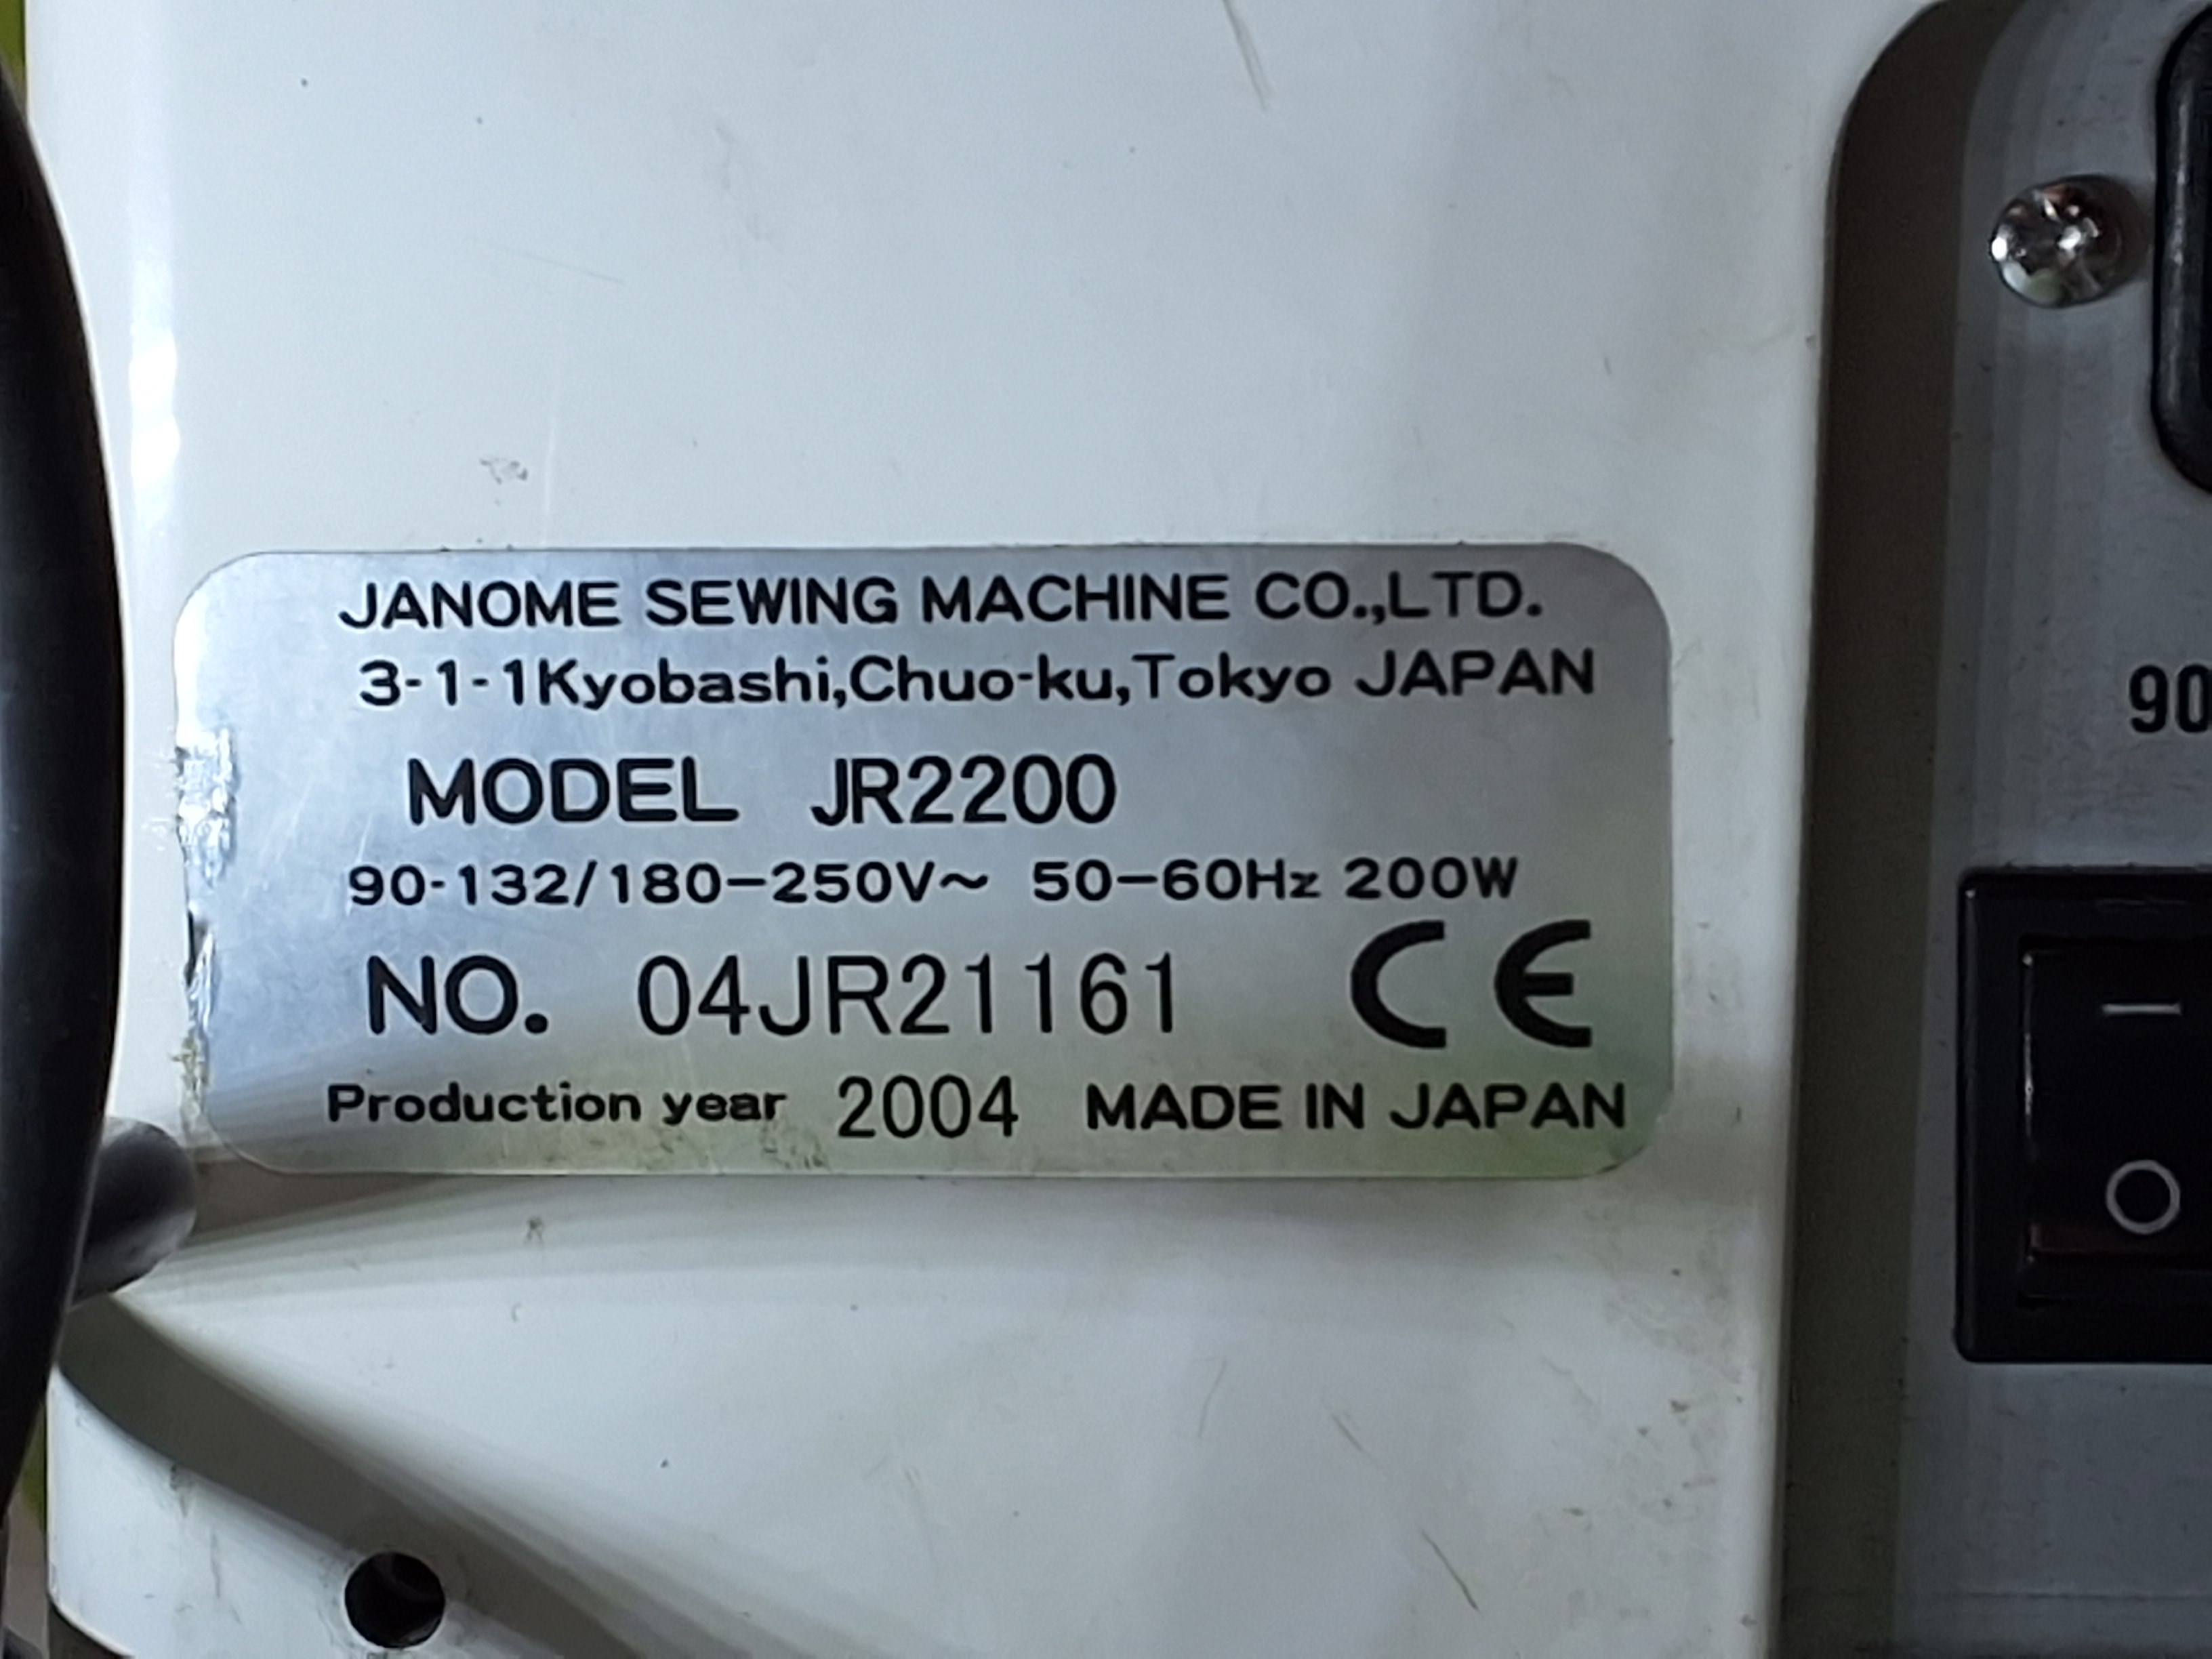 JANOME SEWING MACHINE CO.,LTD.
3-1-1Kyobashi,Chuo-ku,Tokyo JAPAN
MODEL JR2200
90-132/180-250V~ 50-60Hz 200W
NO. 04JR21161 CE
Production year 2004 MADE IN JAPAN
90